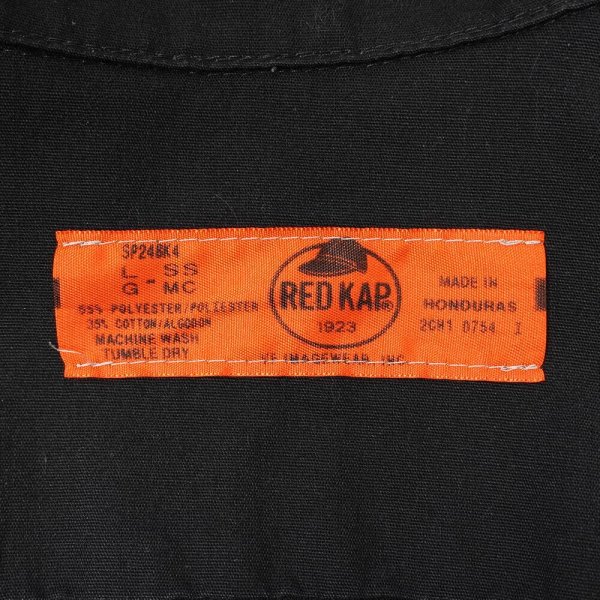 SP24BK4
L - SS
G - MC
65% POLYESTER/POLIESTER
35% COTTON/ALGODON
MACHINE WASH
TUMBLE DRY
RED KAP®
1923
VF IMAGEWEAR, INC.
MADE IN
HONDURAS
2CH1 0754 I